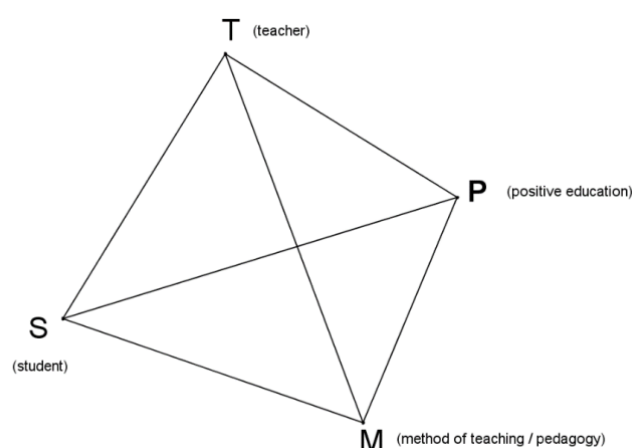 T (teacher)
P (positive education)
S
(student)
M (method of teaching / pedagogy)